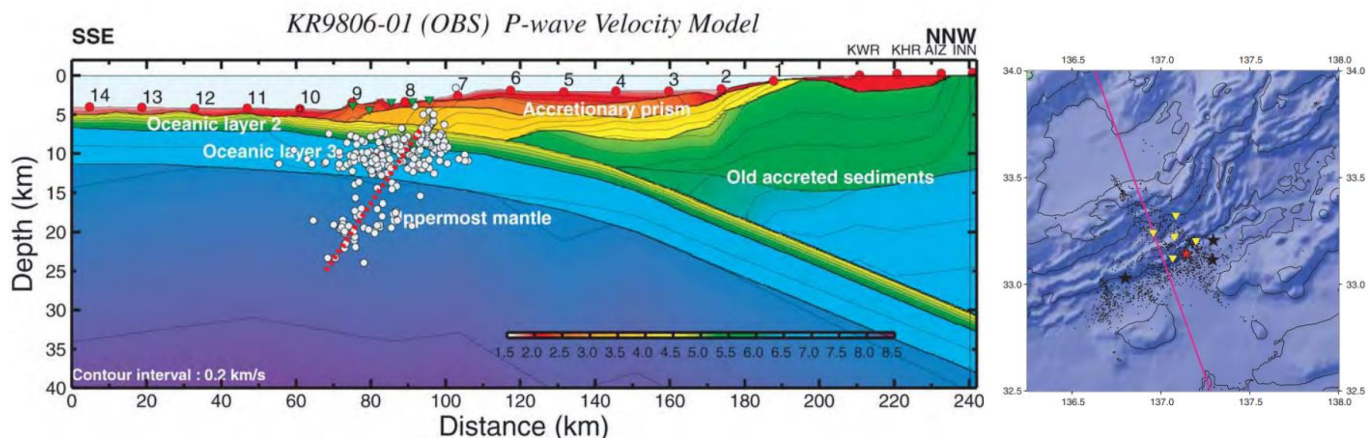 KR9806-01 (OBS) P-wave Velocity Model
SSE
NNW
KWR KHR AIZ INN
14 13 12 11 10 9 8 7 6 5 4 3 2 1
Accretionary prism
Oceanic layer 2
Oceanic layer 3
Old accreted sediments
Uppermost mantle
1.5 2.0 2.5 3.0 3.5 4.0 4.5 5.0 5.5 6.0 6.5 7.0 7.5 8.0 8.5
Contour interval : 0.2 km/s
Depth (km)
0
5
10
15
20
25
30
35
40
0 20 40 60 80 100 120 140 160 180 200 220 240
Distance (km)
136.5 137.0 137.5 138.0
34.0 34.0
33.5 33.5
33.0 33.0
32.5 32.5
136.5 137.0 137.5 138.0